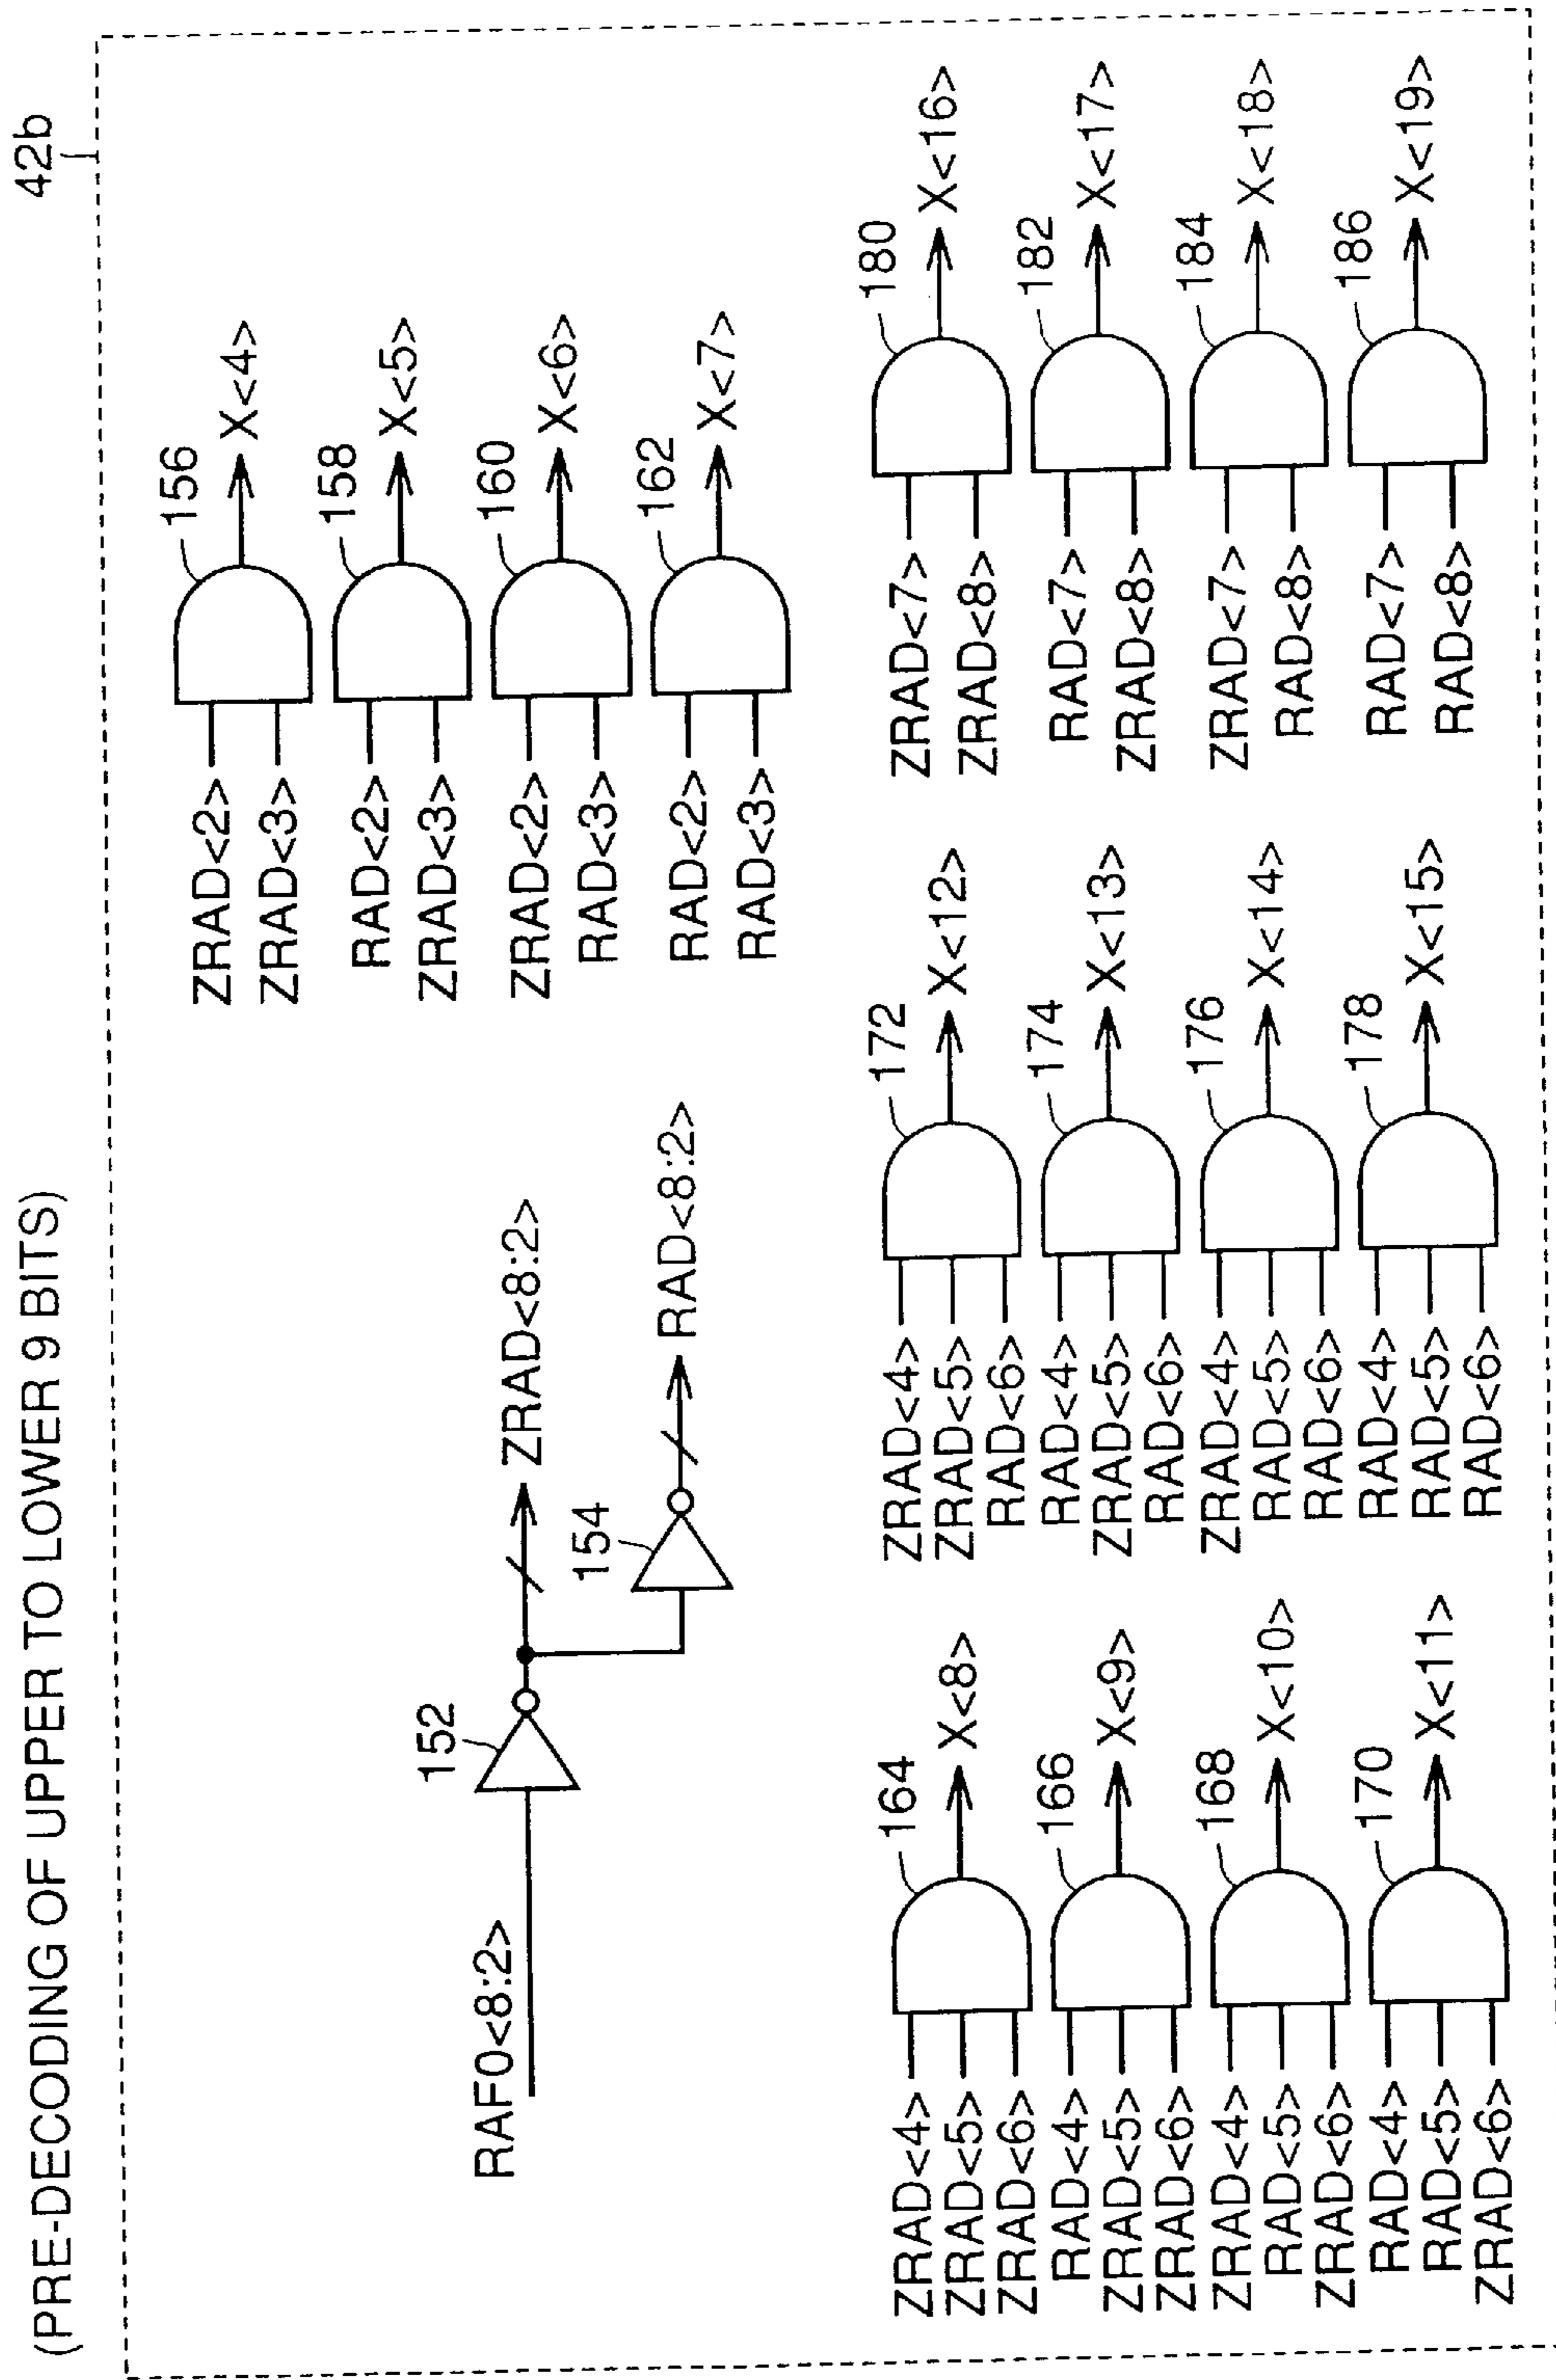 (PRE-DECODING OF UPPER TO LOWER 9 BITS)
42b
RAF0<8:2>
152
ZRAD<8:2>
154
RAD<8:2>
ZRAD<2>
ZRAD<3>
156
X<4>
RAD<2>
ZRAD<3>
158
X<5>
ZRAD<2>
RAD<3>
160
X<6>
RAD<2>
RAD<3>
162
X<7>
ZRAD<4>
ZRAD<5>
ZRAD<6>
164
X<8>
RAD<4>
ZRAD<5>
ZRAD<6>
166
X<9>
ZRAD<4>
RAD<5>
ZRAD<6>
168
X<10>
RAD<4>
RAD<5>
ZRAD<6>
170
X<11>
ZRAD<4>
ZRAD<5>
RAD<6>
172
X<12>
RAD<4>
ZRAD<5>
RAD<6>
174
X<13>
ZRAD<4>
RAD<5>
RAD<6>
176
X<14>
RAD<4>
RAD<5>
RAD<6>
178
X<15>
ZRAD<7>
ZRAD<8>
180
X<16>
RAD<7>
ZRAD<8>
182
X<17>
ZRAD<7>
RAD<8>
184
X<18>
RAD<7>
RAD<8>
186
X<19>